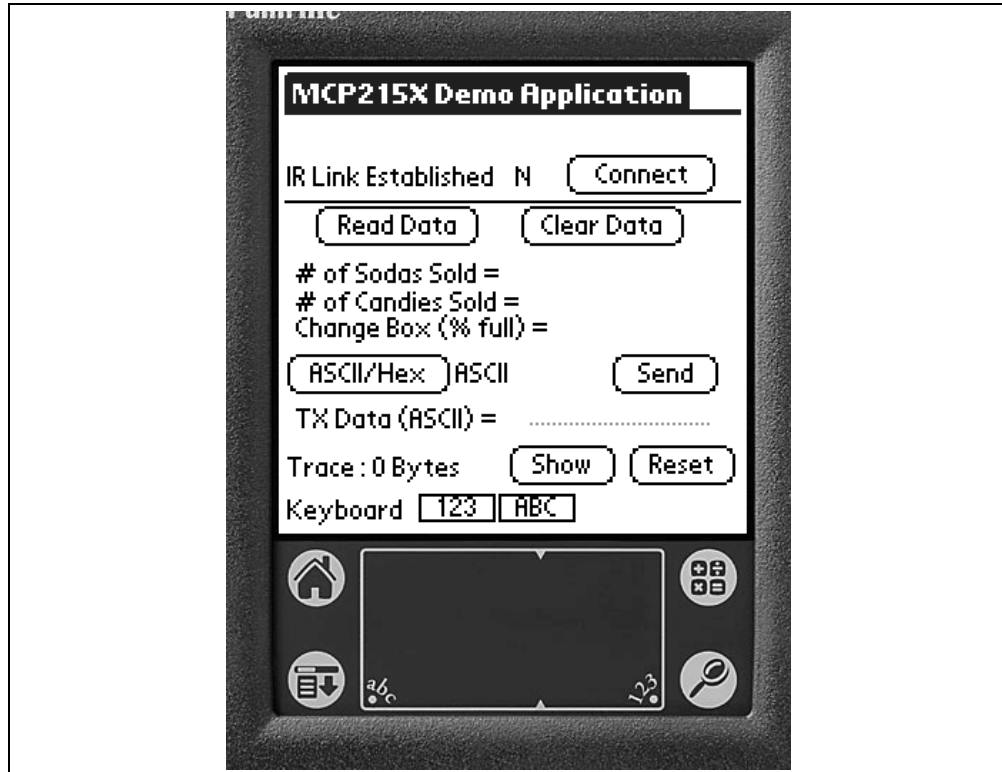 MCP215X Demo Application
IR Link Established N Connect
Read Data Clear Data
# of Sodas Sold =
# of Candies Sold =
Change Box (% full) =
ASCII/Hex ASCII Send
TX Data (ASCII) =
Trace : 0 Bytes Show Reset
Keyboard 123 ABC
abc 123